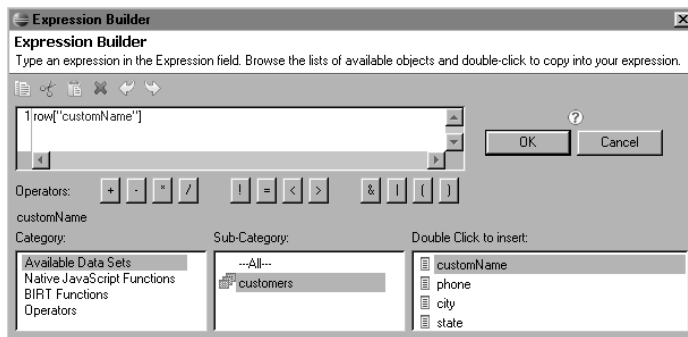 Expression Builder
Expression Builder
Type an expression in the Expression field. Browse the lists of available objects and double-click to copy into your expression.
1 row["customName"]
?
OK Cancel
Operators: + - * / ! = < > & | ( )
customName
Category: Sub-Category: Double Click to insert:
Available Data Sets ---All--- customName
Native JavaScript Functions customers phone
BIRT Functions city
Operators state